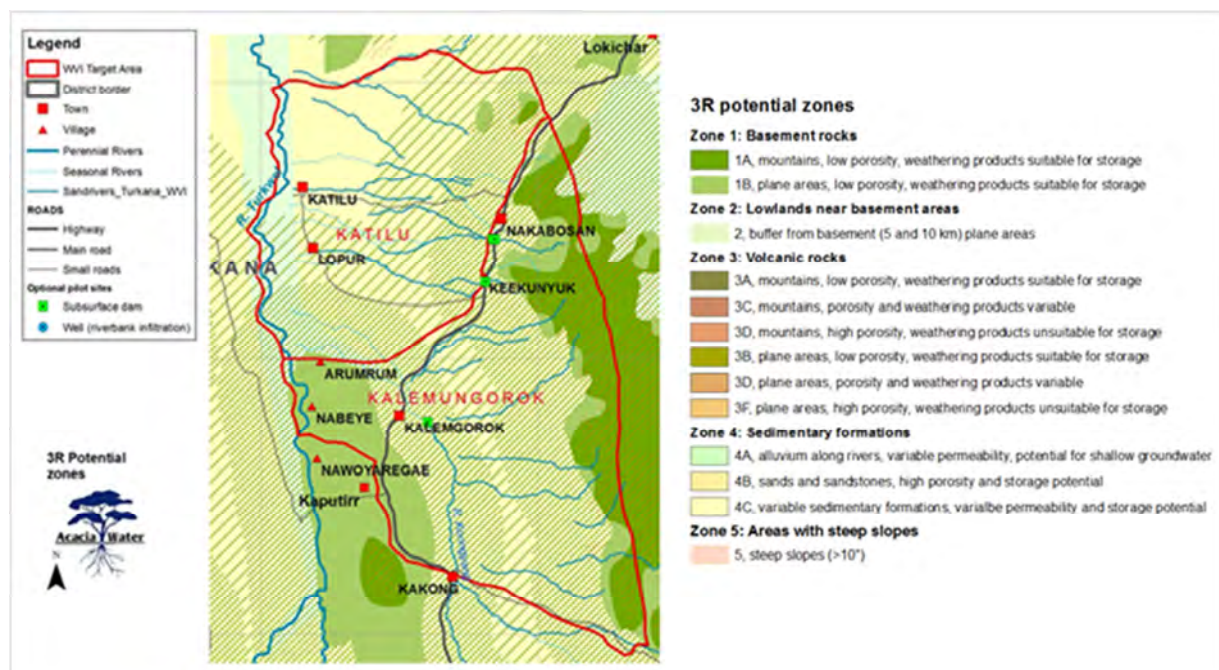 Legend
WVI Target Area
District border
Town
Village
Perennial Rivers
Seasonal Rivers
Sandrivers_Turkana_WVI
ROADS
Highway
Main road
Small roads
Optional pilot sites
Subsurface dam
Well (riverbank infiltration)
3R Potential
zones
Acacia Water
N
Lokichar
R. Turkwel
KATILU
KATILU
NAKABOSAN
LOPUR
KANA
KEEKUNYUK
ARUMRUM
KALEMUNGOROK
NABEYE
KALEMGOROK
NAWOYAREGAE
Kaputirr
KAKONG
3R potential zones
Zone 1: Basement rocks
1A, mountains, low porosity, weathering products suitable for storage
1B, plane areas, low porosity, weathering products suitable for storage
Zone 2: Lowlands near basement areas
2, buffer from basement (5 and 10 km) plane areas
Zone 3: Volcanic rocks
3A, mountains, low porosity, weathering products suitable for storage
3C, mountains, porosity and weathering products variable
3D, mountains, high porosity, weathering products unsuitable for storage
3B, plane areas, low porosity, weathering products suitable for storage
3D, plane areas, porosity and weathering products variable
3F, plane areas, high porosity, weathering products unsuitable for storage
Zone 4: Sedimentary formations
4A, alluvium along rivers, variable permeability, potential for shallow groundwater
4B, sands and sandstones, high porosity and storage potential
4C, variable sedimentary formations, varialbe permeability and storage potential
Zone 5: Areas with steep slopes
5, steep slopes (>10°)